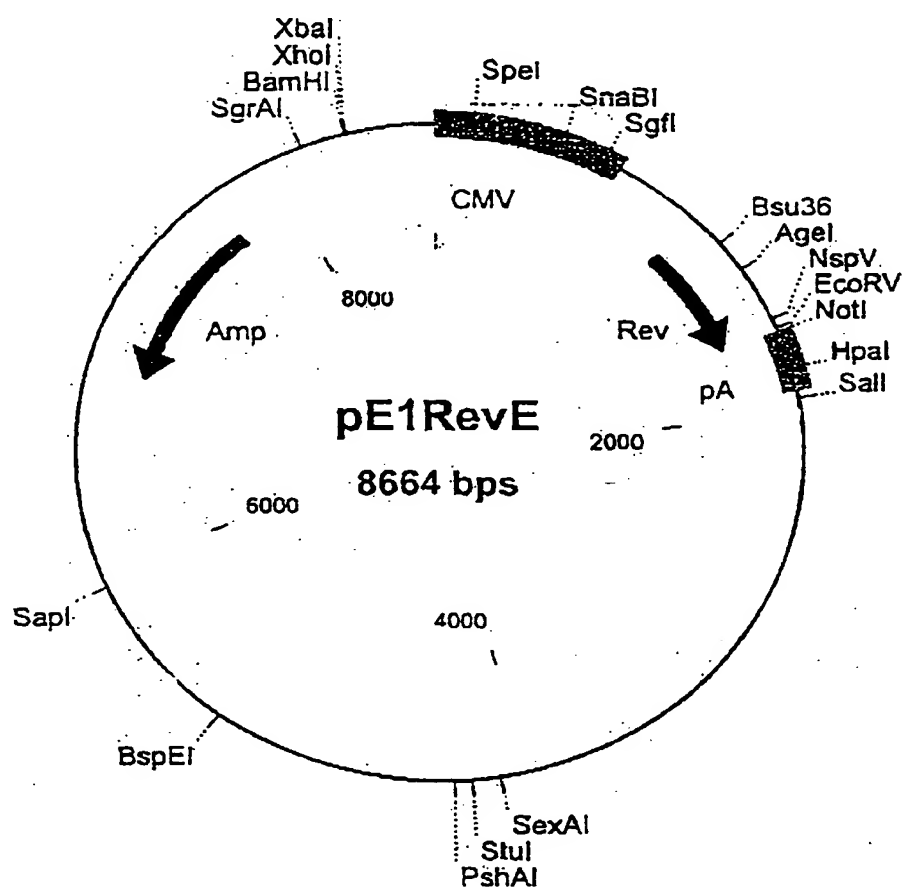 XbaI
XhoI
BamHI
SgrAI
SpeI
SnaBI
SgfI
CMV
Bsu36
AgeI
NspV
EcoRV
NotI
HpaI
SalI
8000
Amp
Rev
pA
pE1RevE
8664 bps
2000
6000
4000
SapI
BspEI
SexAI
StuI
PshAI